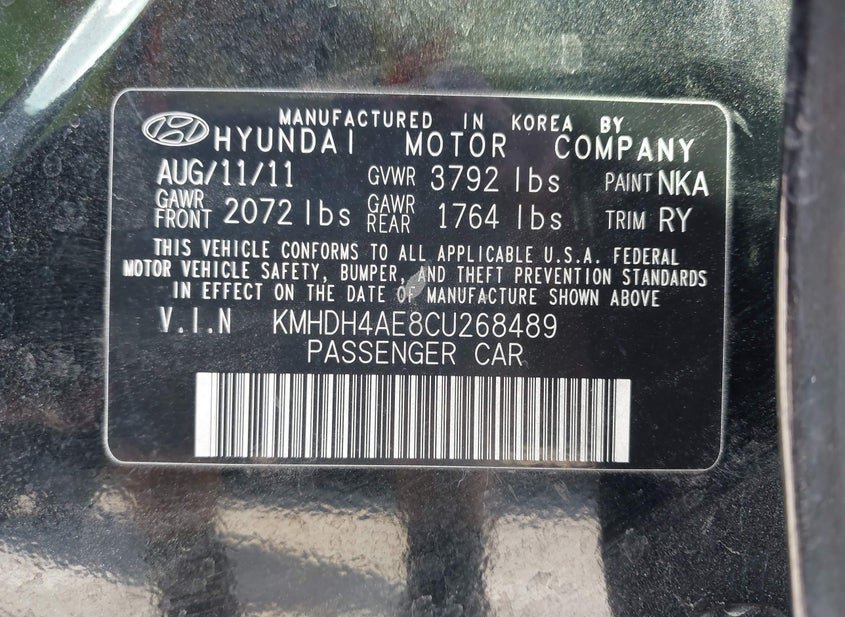 MANUFACTURED IN KOREA BY
HYUNDAI MOTOR COMPANY
AUG/11/11 GVWR 3792 lbs PAINT NKA
GAWR FRONT 2072 lbs GAWR REAR 1764 lbs TRIM RY
THIS VEHICLE CONFORMS TO ALL APPLICABLE U.S.A. FEDERAL
MOTOR VEHICLE SAFETY, BUMPER, AND THEFT PREVENTION STANDARDS
IN EFFECT ON THE DATE OF MANUFACTURE SHOWN ABOVE
V.I.N KMHDH4AE8CU268489
PASSENGER CAR